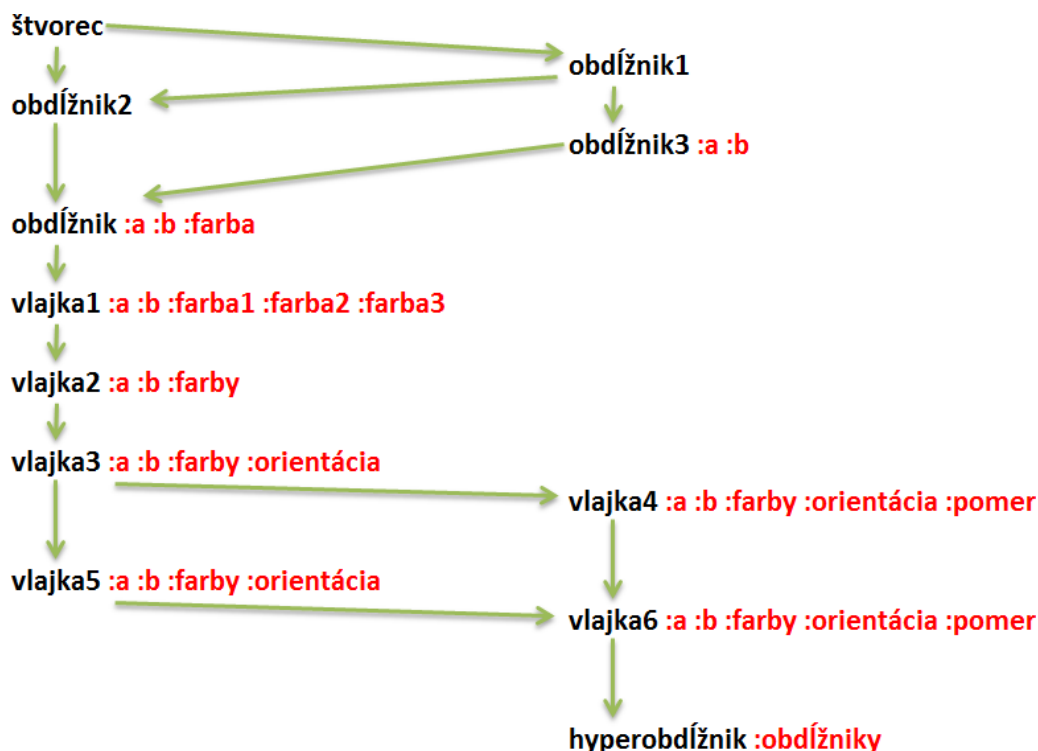 štvorec
obdĺžnik1
obdĺžnik2
obdĺžnik3 :a :b
obdĺžnik :a :b :farba
vlajka1 :a :b :farba1 :farba2 :farba3
vlajka2 :a :b :farby
vlajka3 :a :b :farby :orientácia
vlajka4 :a :b :farby :orientácia :pomer
vlajka5 :a :b :farby :orientácia
vlajka6 :a :b :farby :orientácia :pomer
hyperobdĺžnik :obdĺžniky